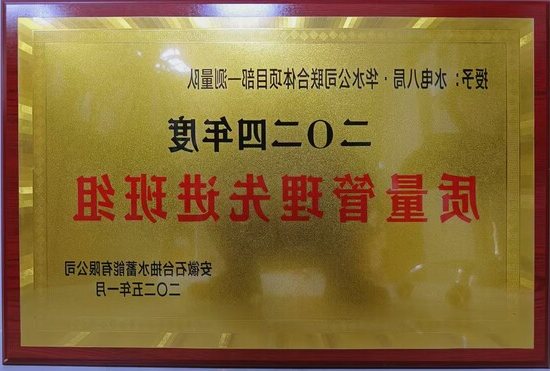 授予：水电八局·华水公司联合体项目部一测量队
二〇二四年度
质量管理先进班组
安徽石台抽水蓄能有限公司
二〇二五年一月